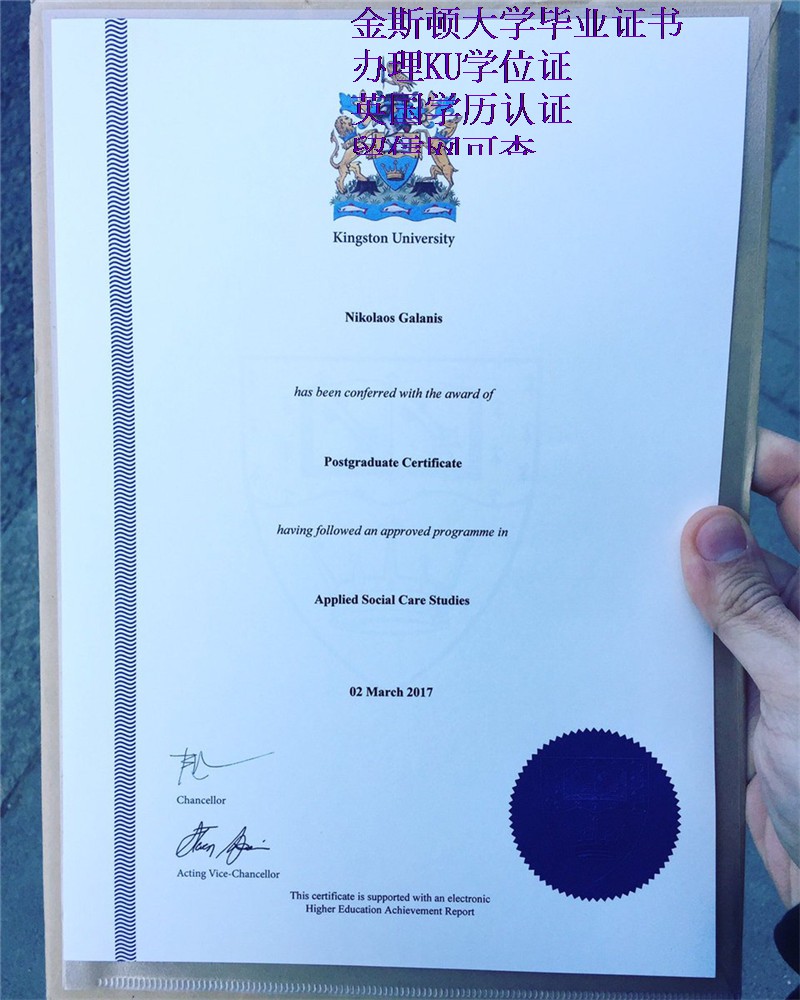 金斯顿大学毕业证书
办理KU学位证
英国学历认证
Kingston University
Nikolaos Galanis
has been conferred with the award of
Postgraduate Certificate
having followed an approved programme in
Applied Social Care Studies
02 March 2017
Chancellor
Acting Vice-Chancellor
This certificate is supported with an electronic
Higher Education Achievement Report